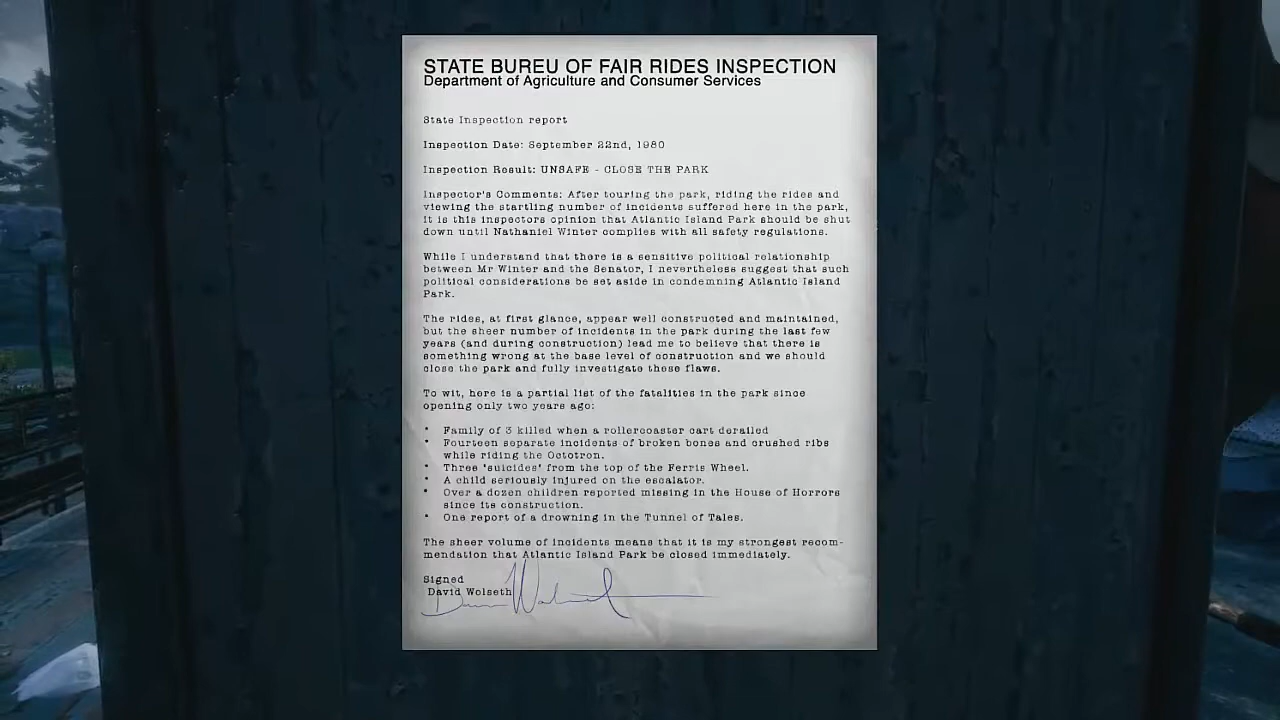 STATE BUREU OF FAIR RIDES INSPECTION
Department of Agriculture and Consumer Services
State Inspection report
Inspection Date: September 22nd, 1980
Inspection Result: UNSAFE - CLOSE THE PARK
Inspector's Comments: After touring the park, riding the rides and
viewing the startling number of incidents suffered here in the park,
it is this inspectors opinion that Atlantic Island Park should be shut
down until Nathaniel Winter complies with all safety regulations.
While I understand that there is a sensitive political relationship
between Mr Winter and the Senator, I nevertheless suggest that such
political considerations be set aside in condemning Atlantic Island
Park.
The rides, at first glance, appear well constructed and maintained,
but the sheer number of incidents in the park during the last few
years (and during construction) lead me to believe that there is
something wrong at the base level of construction and we should
close the park and fully investigate these flaws.
To wit, here is a partial list of the fatalities in the park since
opening only two years ago:
* Family of 3 killed when a rollercoaster cart derailed
* Fourteen separate incidents of broken bones and crushed ribs
while riding the Octotron.
* Three 'suicides' from the top of the Ferris Wheel.
* A child seriously injured on the escalator.
* Over a dozen children reported missing in the House of Horrors
since its construction.
* One report of a drowning in the Tunnel of Tales.
The sheer volume of incidents means that it is my strongest recom-
mendation that Atlantic Island Park be closed immediately.
Signed
David Wolseth